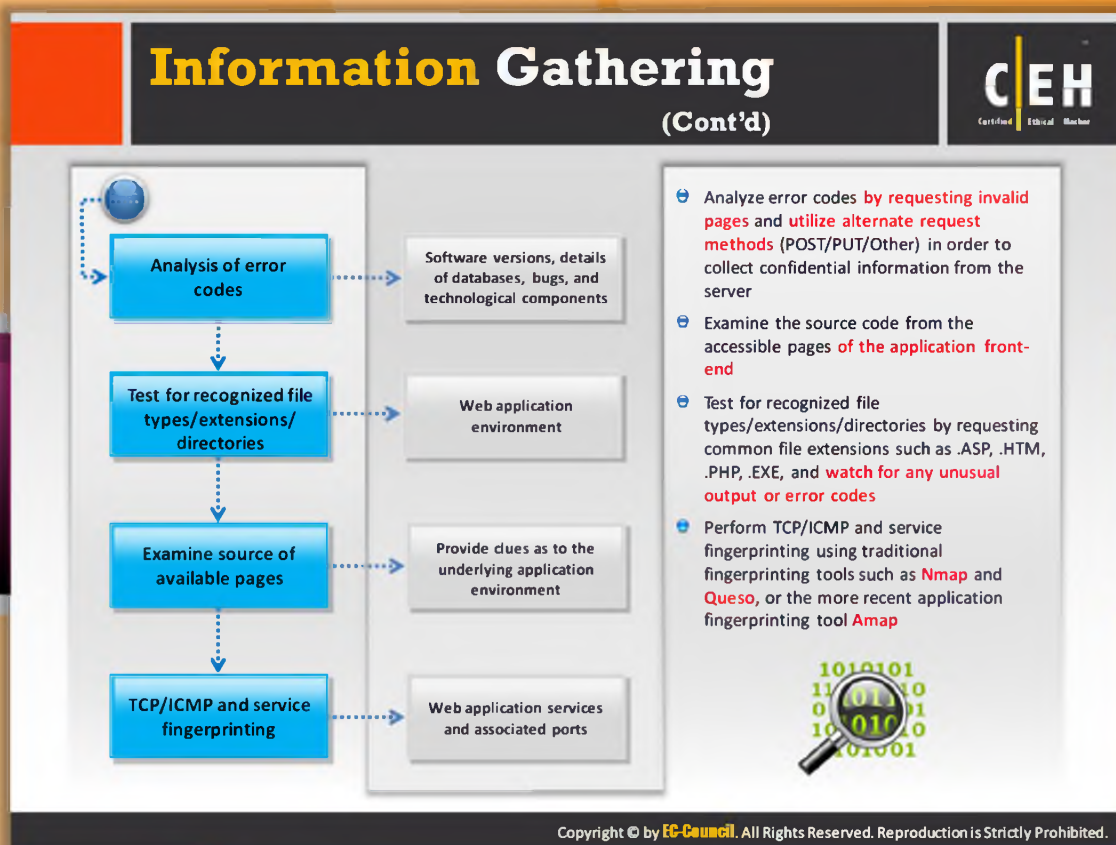 Information Gathering
(Cont'd)
C|EH
Certified Ethical Hacker
Analysis of error
codes
Software versions, details
of databases, bugs, and
technological components
Test for recognized file
types/extensions/
directories
Web application
environment
Examine source of
available pages
Provide clues as to the
underlying application
environment
TCP/ICMP and service
fingerprinting
Web application services
and associated ports
Analyze error codes by requesting invalid
pages and utilize alternate request
methods (POST/PUT/Other) in order to
collect confidential information from the
server
Examine the source code from the
accessible pages of the application front-
end
Test for recognized file
types/extensions/directories by requesting
common file extensions such as .ASP, .HTM,
.PHP, .EXE, and watch for any unusual
output or error codes
Perform TCP/ICMP and service
fingerprinting using traditional
fingerprinting tools such as Nmap and
Queso, or the more recent application
fingerprinting tool Amap
1010101
Copyright © by EC-Council. All Rights Reserved. Reproduction is Strictly Prohibited.